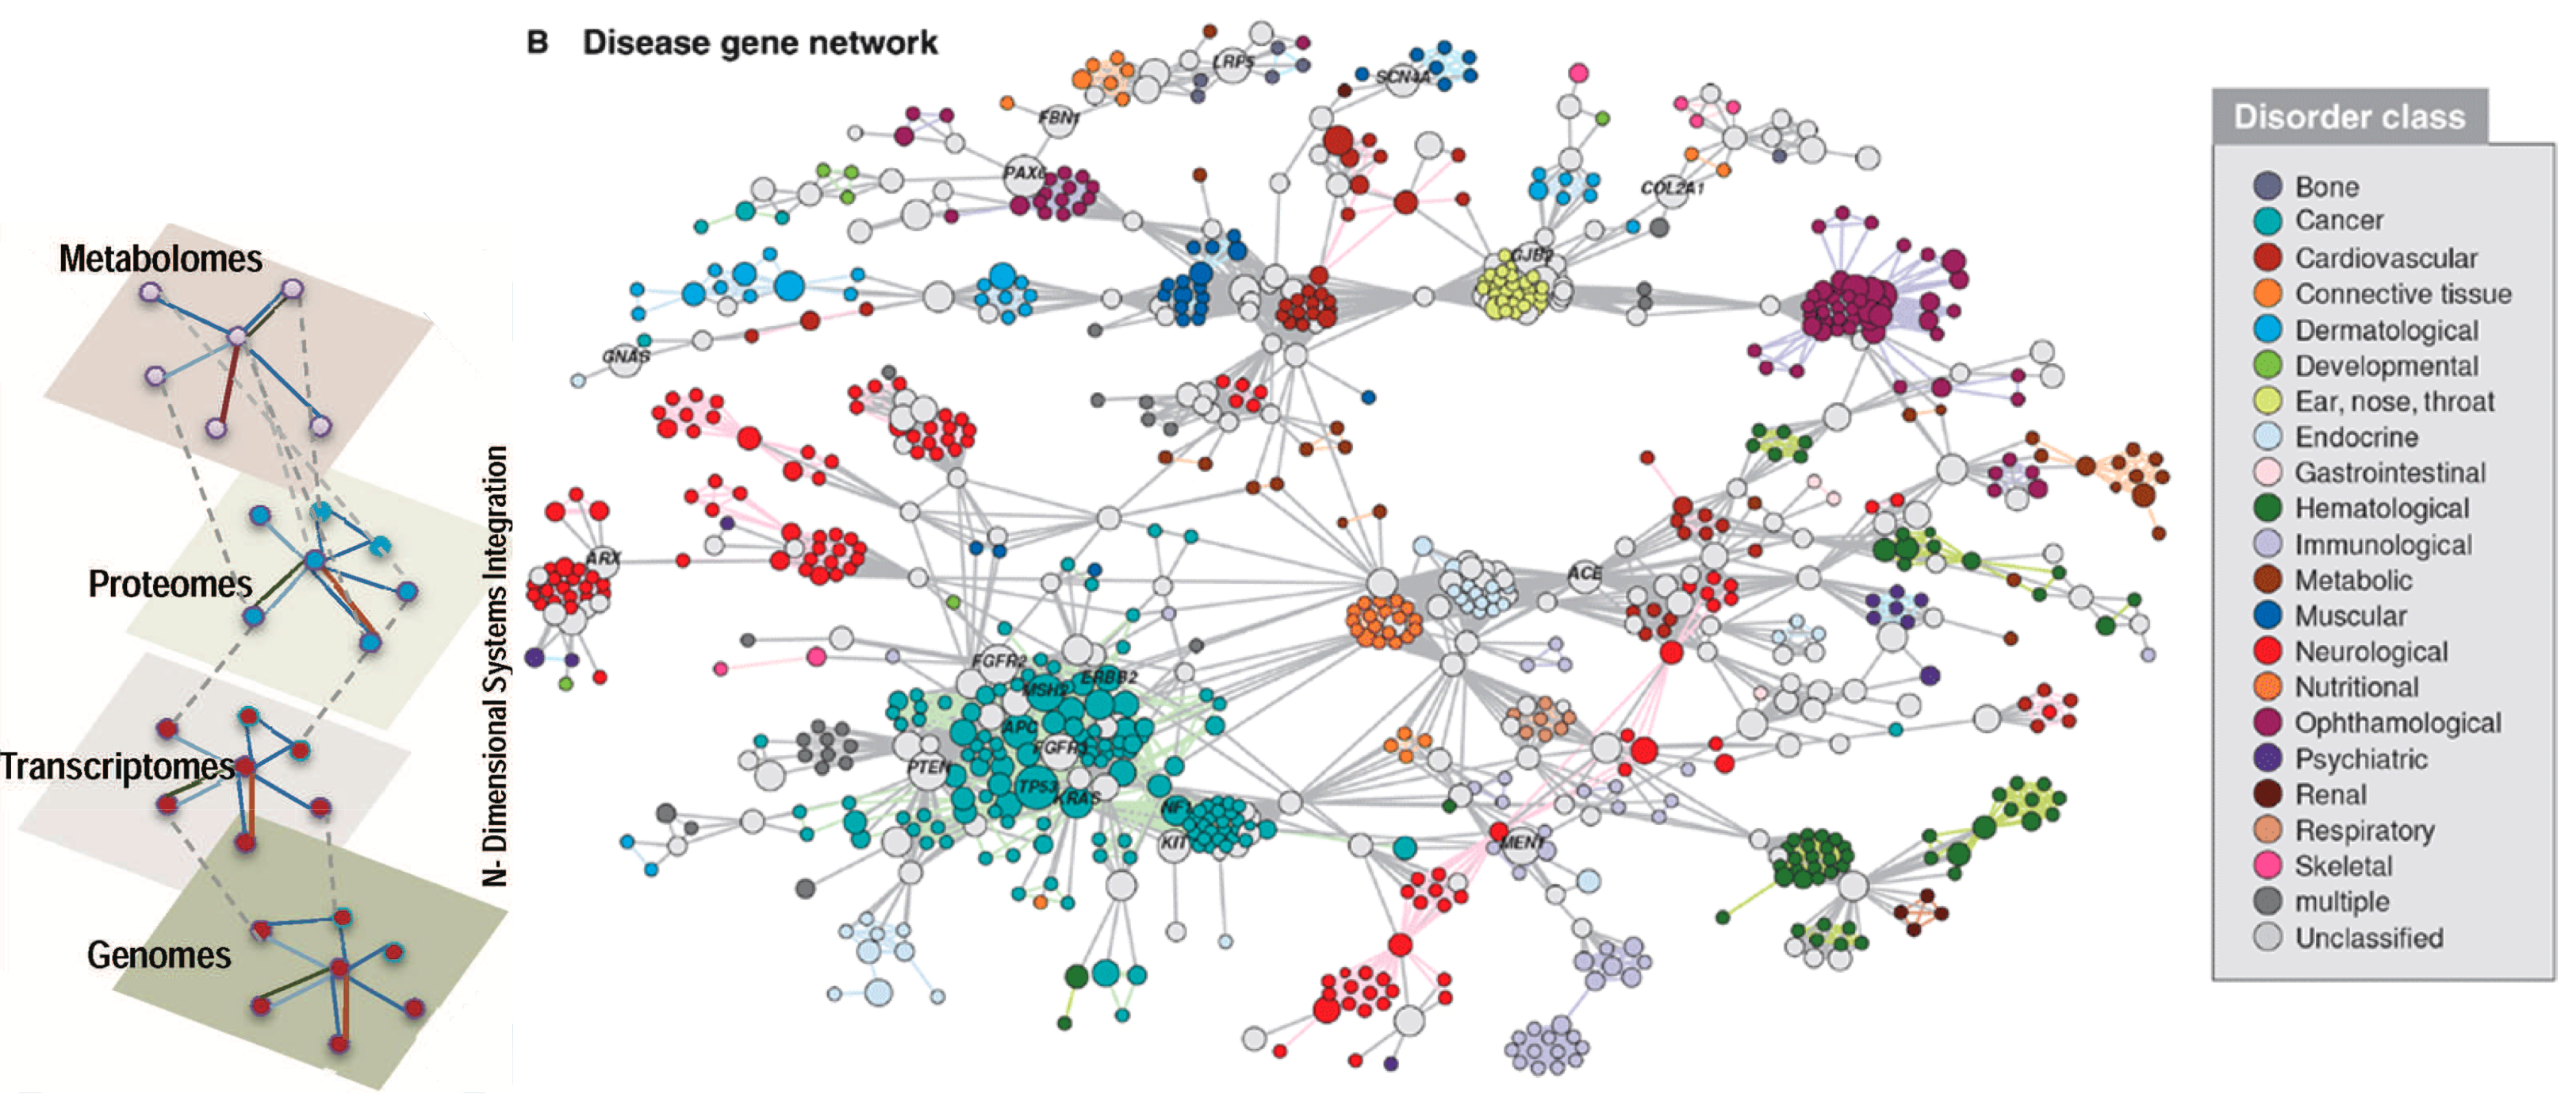 Metabolomes
Proteomes
Transcriptomes
Genomes
N- Dimensional Systems Integration
B Disease gene network
LRP5
SCN4A
FBN1
PAX6
COL2A1
GJB2
GNAS
ARX
ACE
FGFR2
MSH2
ERBB2
APC
FGFR3
PTEN
TP53
KRAS
NF1
KIT
MEN1
Disorder class
Bone
Cancer
Cardiovascular
Connective tissue
Dermatological
Developmental
Ear, nose, throat
Endocrine
Gastrointestinal
Hematological
Immunological
Metabolic
Muscular
Neurological
Nutritional
Ophthamological
Psychiatric
Renal
Respiratory
Skeletal
multiple
Unclassified